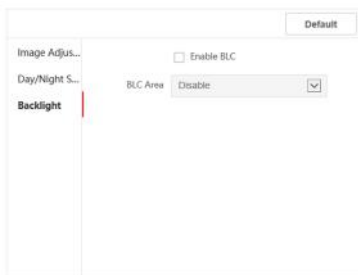 Default
Image Adjus...
Enable BLC
Day/Night S...
BLC Area Disable
Backlight